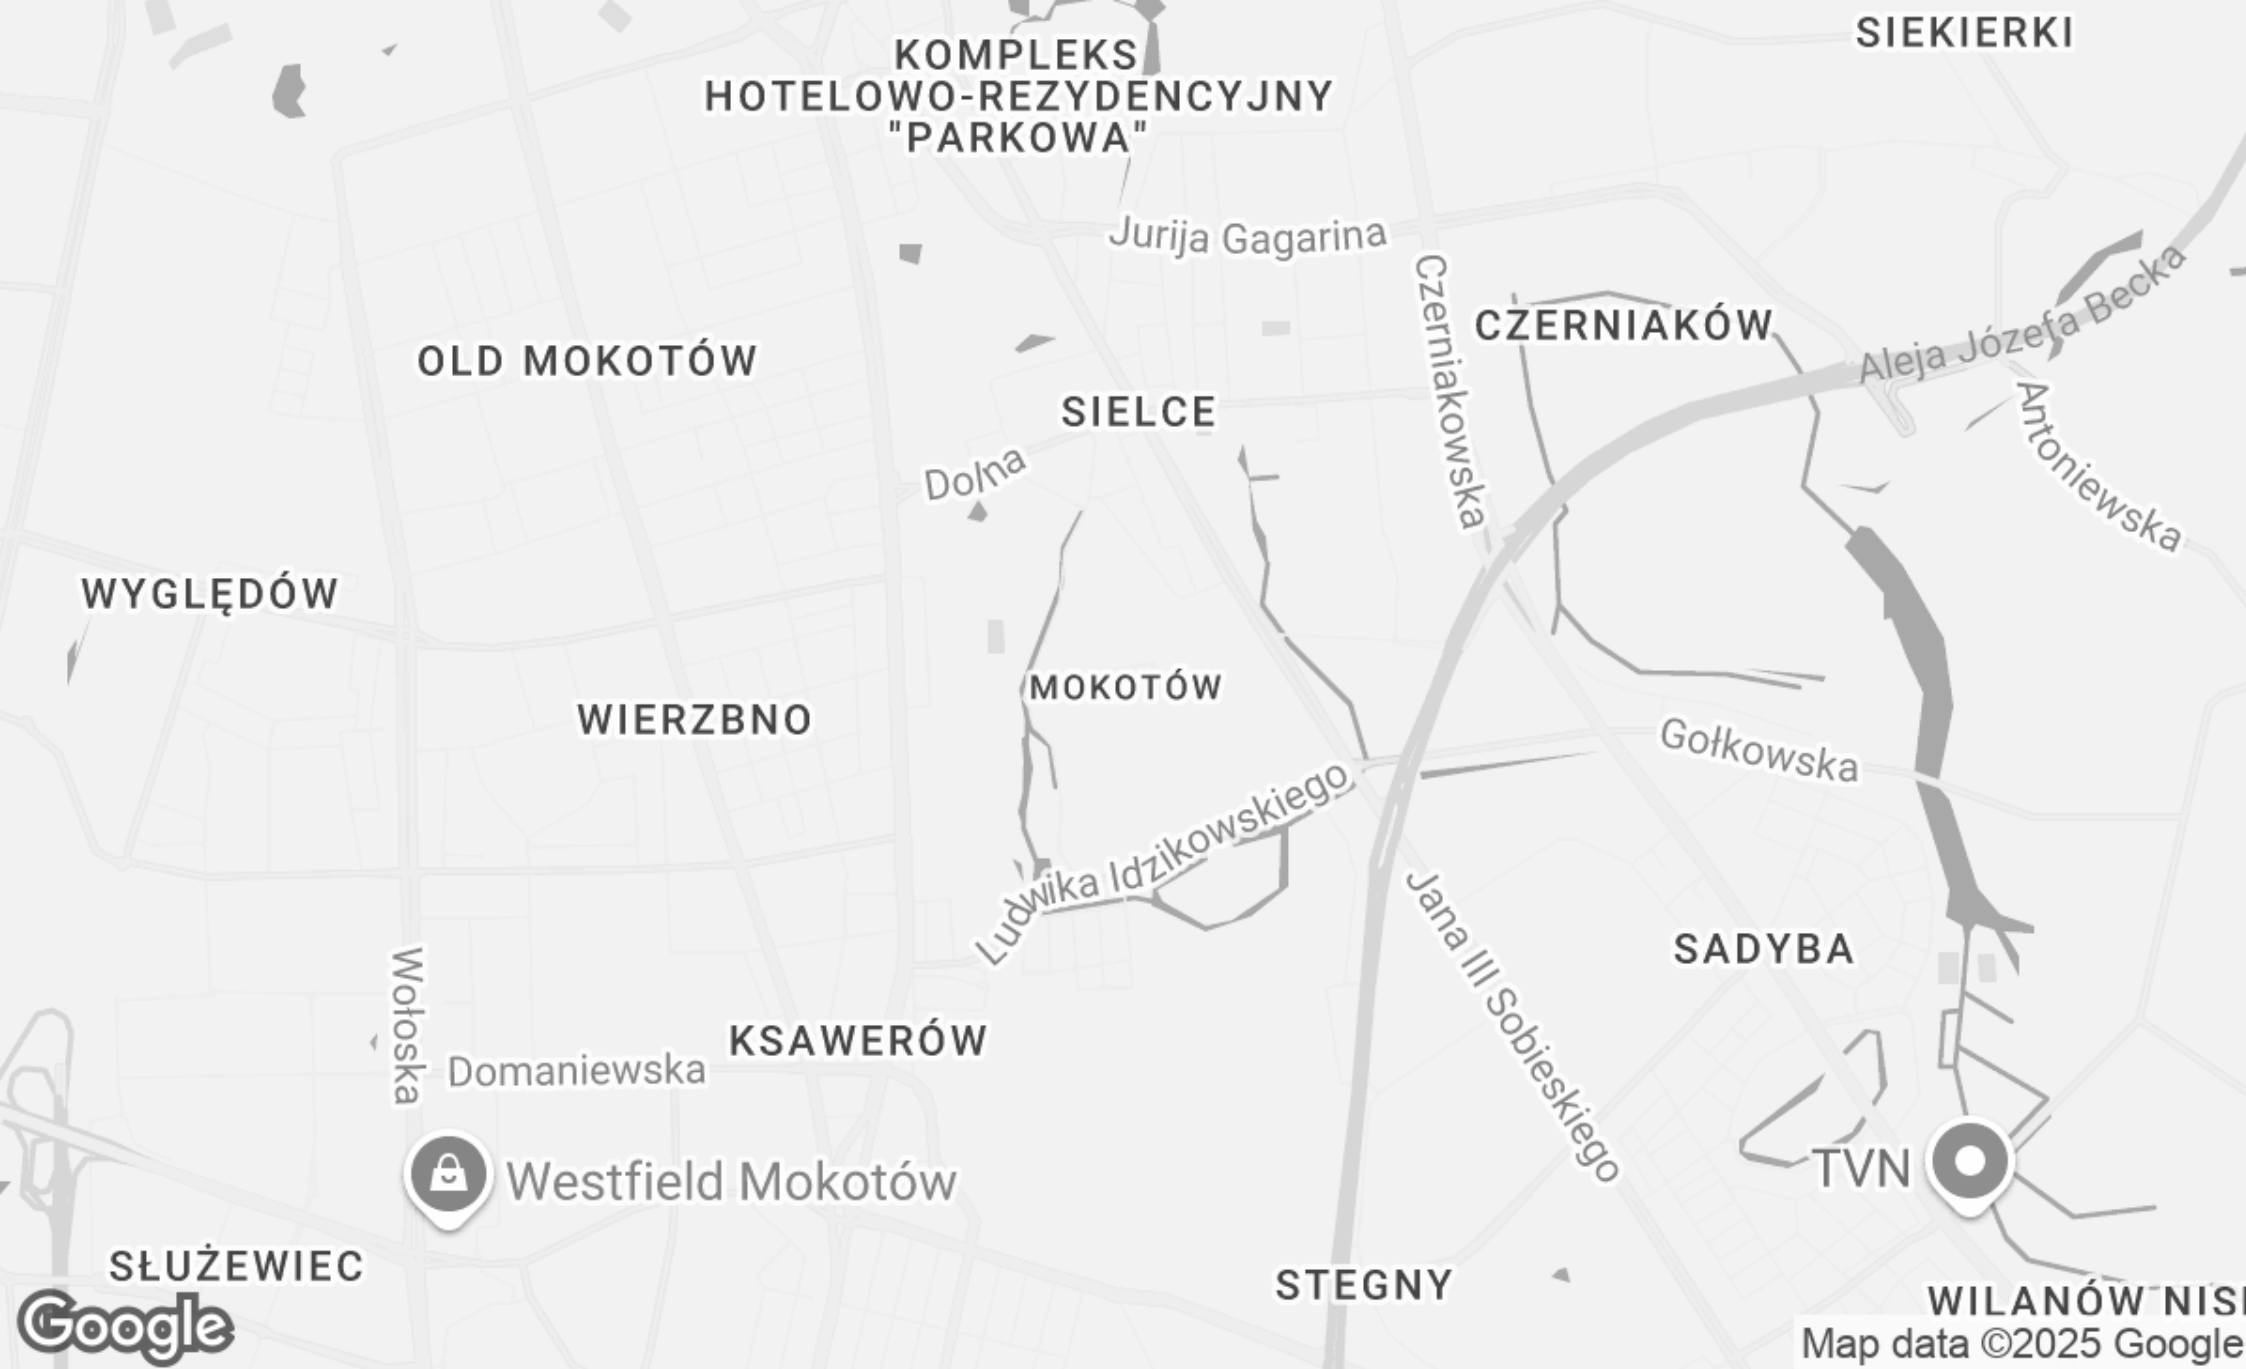 SIEKIERKI
KOMPLEKS
HOTELOWO-REZYDENCYJNY
"PARKOWA"
Jurija Gagarina
Czerniakowska
CZERNIAKÓW
Aleja Józefa Becka
Antoniewska
OLD MOKOTÓW
SIELCE
Dolna
WYGLĘDÓW
MOKOTÓW
WIERZBNO
Gołkowska
Ludwika Idzikowskiego
Jana III Sobieskiego
SADYBA
Wołoska
KSAWERÓW
Domaniewska
Westfield Mokotów
TVN
SŁUŻEWIEC
STEGNY
WILANÓW NIS
Google
Map data ©2025 Google